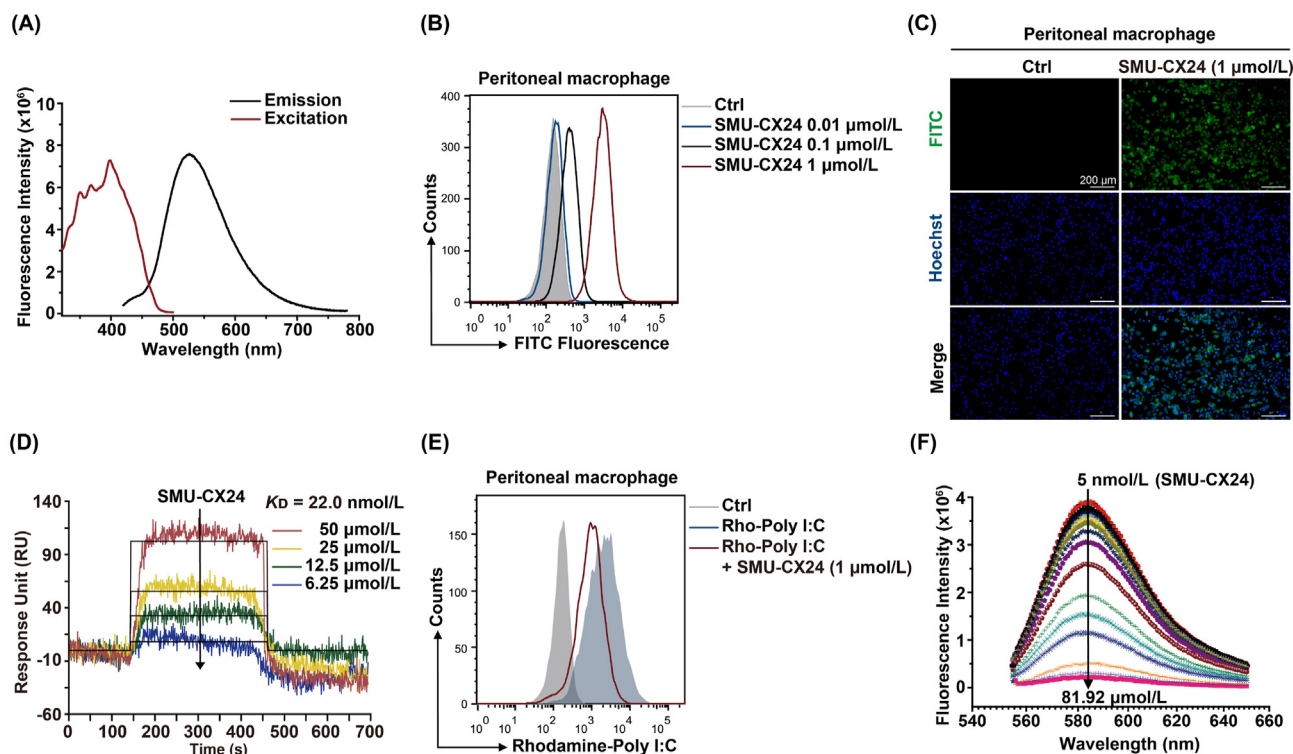 (A)
Fluorescence Intensity (x10⁶)
10
8
6
4
2
0
Emission
Excitation
400 500 600 700 800
Wavelength (nm)
(B)
Peritoneal macrophage
Counts
400
300
200
100
0
10⁰ 10¹ 10² 10³ 10⁴ 10⁵
FITC Fluorescence
Ctrl
SMU-CX24 0.01 µmol/L
SMU-CX24 0.1 µmol/L
SMU-CX24 1 µmol/L
(C)
Peritoneal macrophage
Ctrl SMU-CX24 (1 µmol/L)
FITC
200 µm
Hoechst
Merge
(D)
Response Unit (RU)
140
90
40
-10
-60
SMU-CX24
KD = 22.0 nmol/L
50 µmol/L
25 µmol/L
12.5 µmol/L
6.25 µmol/L
0 100 200 300 400 500 600 700
Time (s)
(E)
Peritoneal macrophage
Counts
150
100
50
0
10⁰ 10¹ 10² 10³ 10⁴ 10⁵
Rhodamine-Poly I:C
Ctrl
Rho-Poly I:C
Rho-Poly I:C
+ SMU-CX24 (1 µmol/L)
(F)
Fluorescence Intensity (x10⁶)
4
3
2
1
0
5 nmol/L (SMU-CX24)
81.92 µmol/L
540 560 580 600 620 640 660
Wavelength (nm)